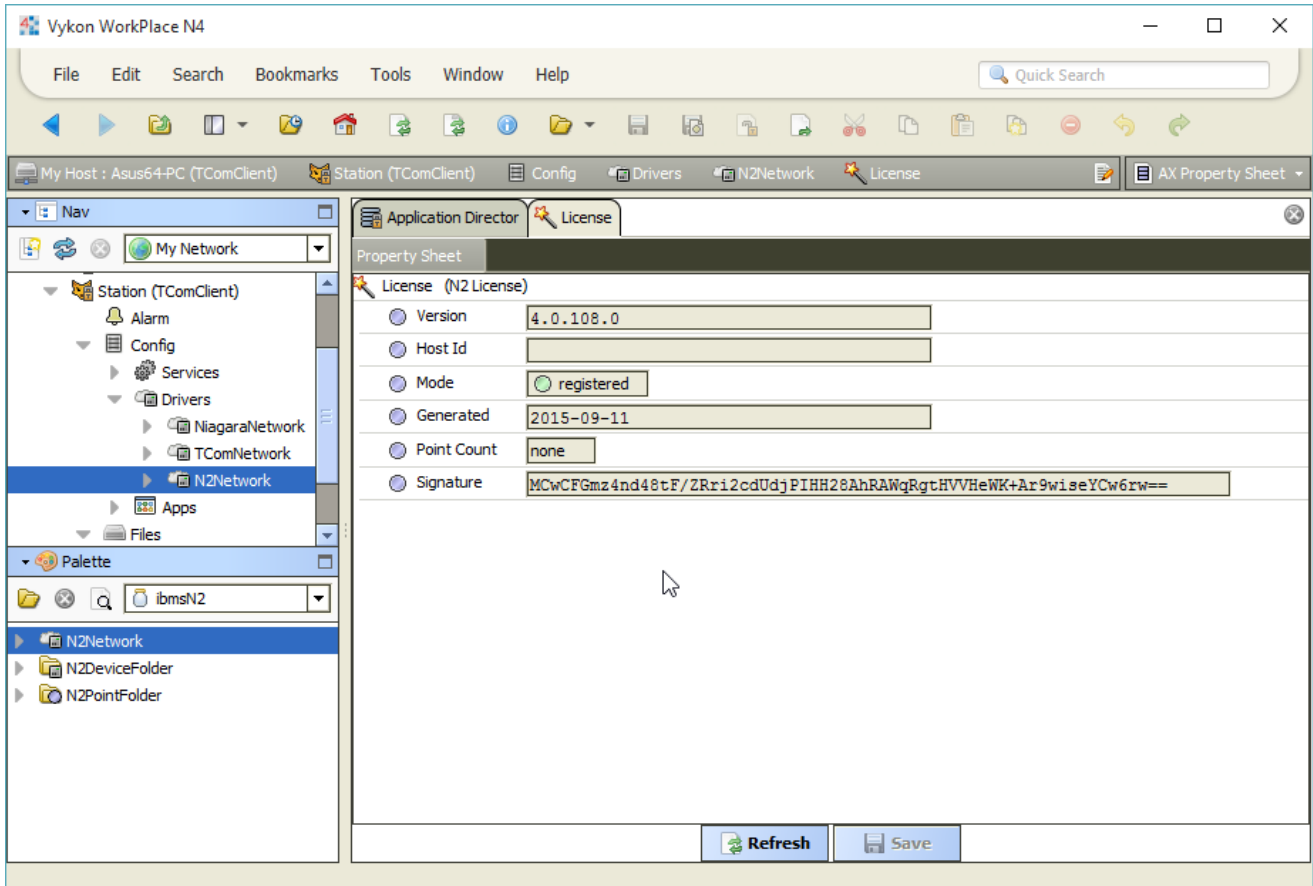 Vykon WorkPlace N4
File Edit Search Bookmarks Tools Window Help Quick Search
My Host : Asus64-PC (TComClient) Station (TComClient) Config Drivers N2Network License AX Property Sheet
Nav
My Network
Station (TComClient)
Alarm
Config
Services
Drivers
NiagaraNetwork
TComNetwork
N2Network
Apps
Files
Palette
ibmsN2
N2Network
N2DeviceFolder
N2PointFolder
Application Director License
Property Sheet
License (N2 License)
Version 4.0.108.0
Host Id
Mode registered
Generated 2015-09-11
Point Count none
Signature MCwCFGmz4nd48tF/ZRri2cdUdjPIHH28AhRAWqRgtHVVHeWK+Ar9wiseYCw6rw==
Refresh Save